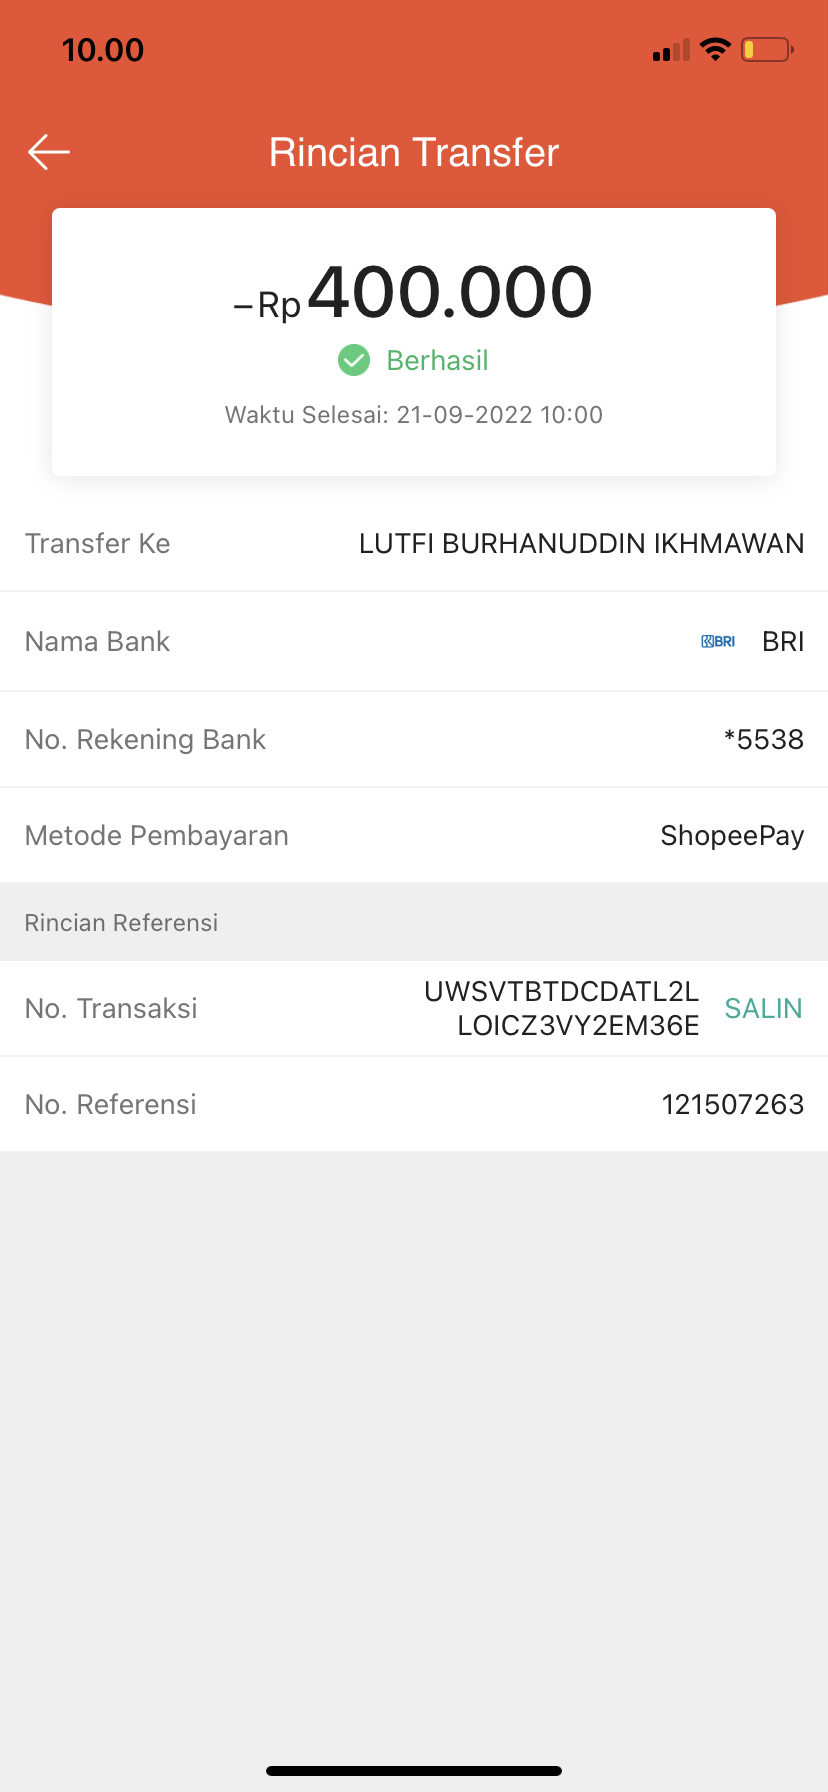 10.00
Rincian Transfer
–Rp400.000
Berhasil
Waktu Selesai: 21-09-2022 10:00
Transfer Ke LUTFI BURHANUDDIN IKHMAWAN
Nama Bank BRI BRI
No. Rekening Bank *5538
Metode Pembayaran ShopeePay
Rincian Referensi
No. Transaksi UWSVTBTDCDATL2L
LOICZ3VY2EM36E SALIN
No. Referensi 121507263